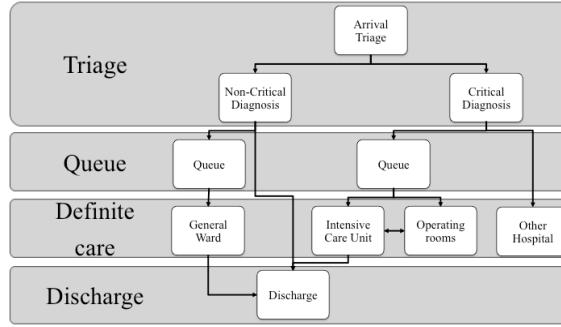 Arrival
Triage
Triage
Non-Critical
Diagnosis
Critical
Diagnosis
Queue
Queue
Queue
Definite
care
General
Ward
Intensive
Care Unit
Operating
rooms
Other
Hospital
Discharge
Discharge